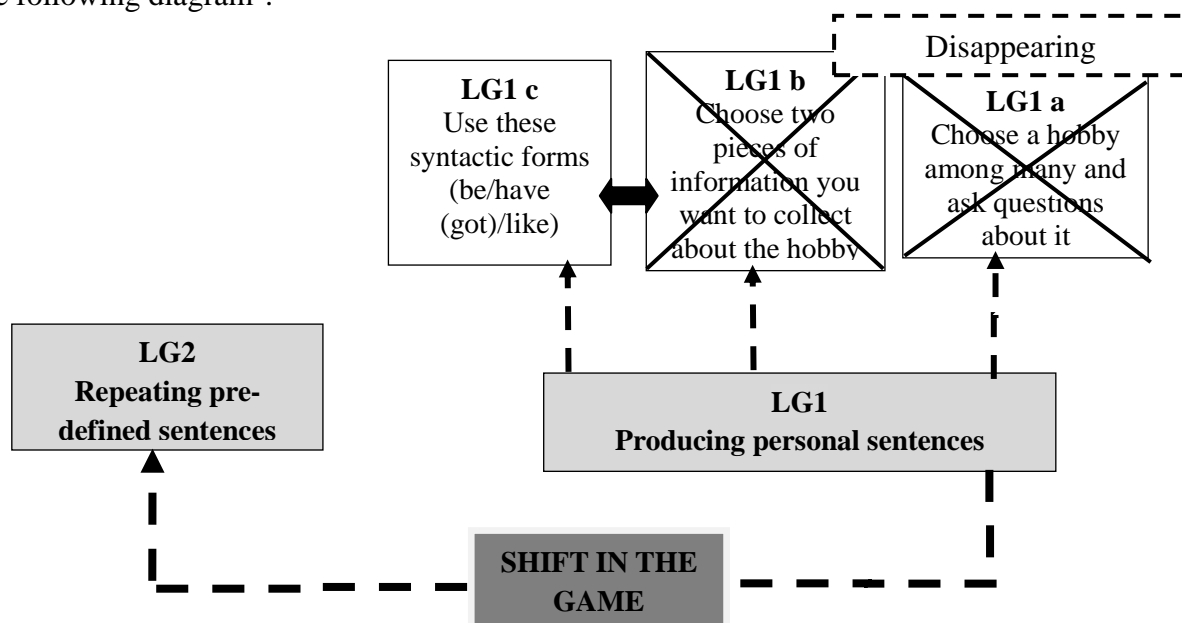 e following diagram :
Disappearing
LG1 c
Use these
syntactic forms
(be/have
(got)/like)
LG1 b
Choose two
pieces of
information you
want to collect
about the hobby
LG1 a
Choose a hobby
among many and
ask questions
about it
LG2
Repeating pre-
defined sentences
LG1
Producing personal sentences
SHIFT IN THE
GAME